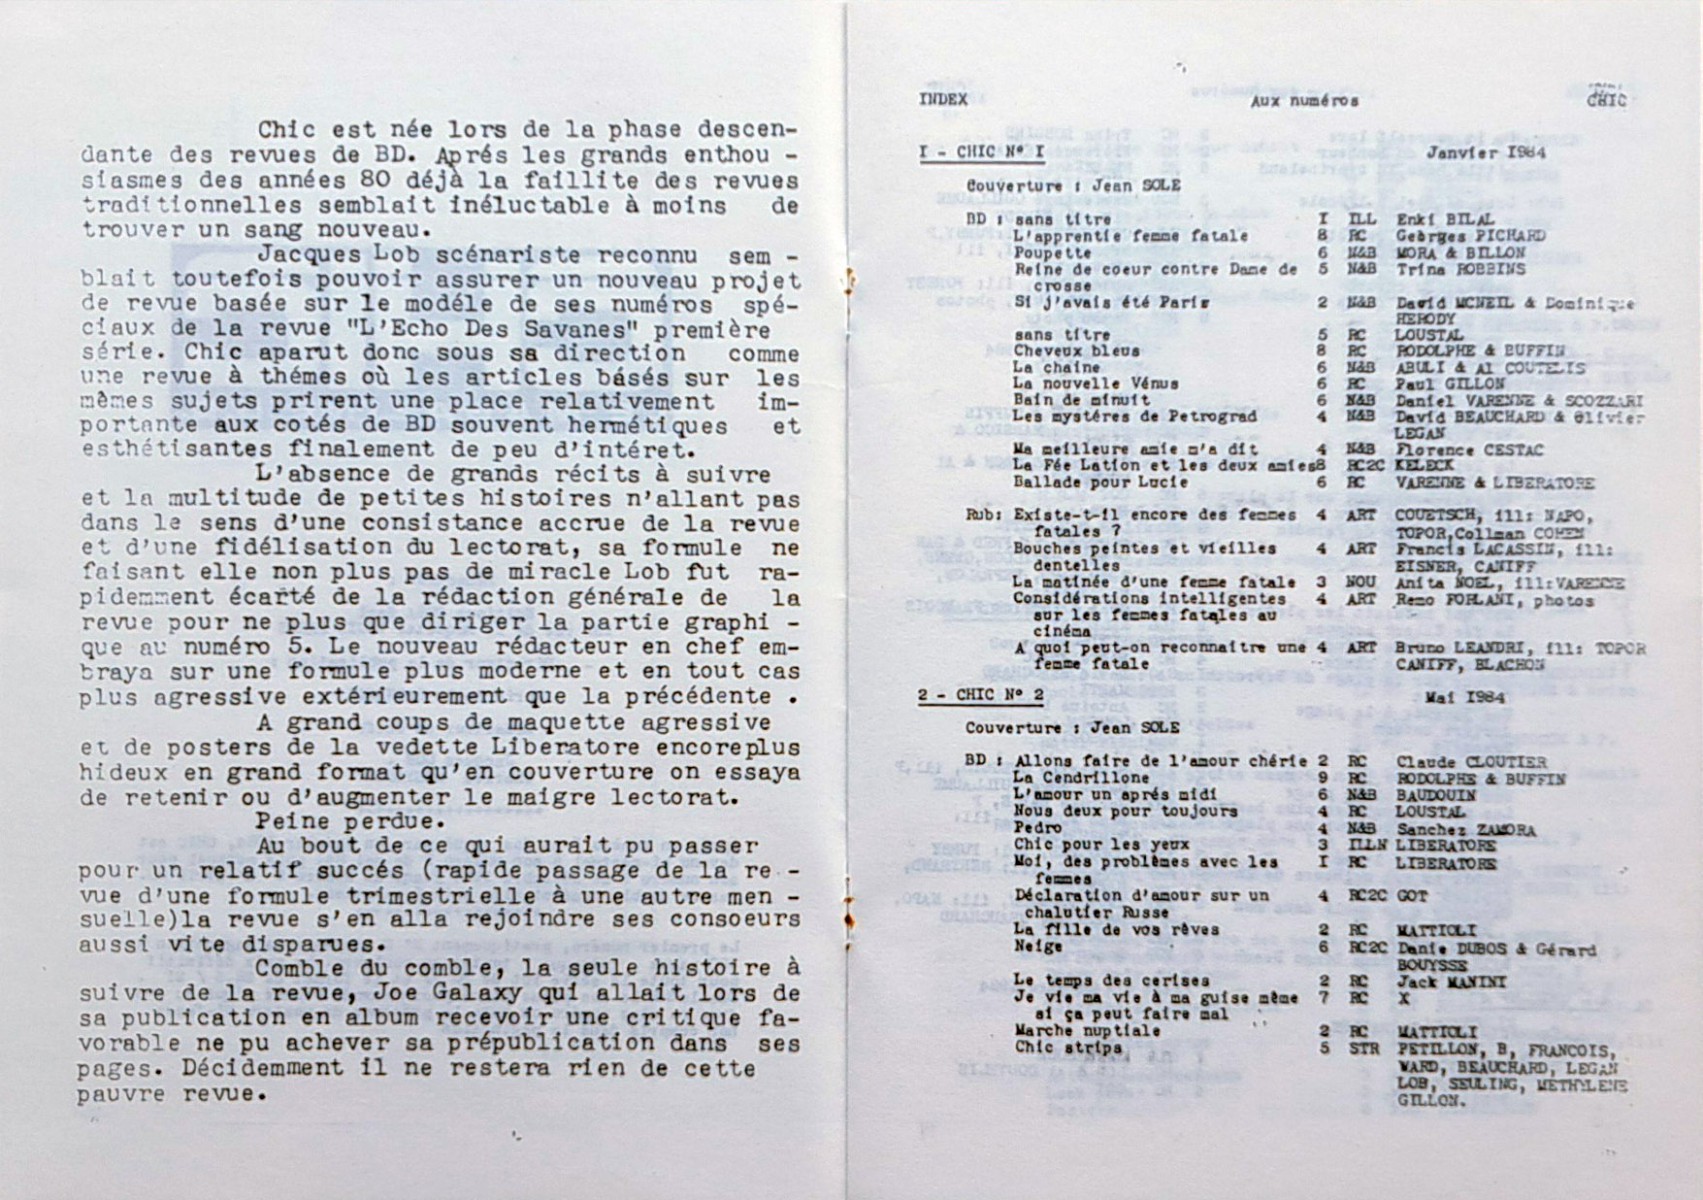 Chic est née lors de la phase descen-
dante des revues de BD. Aprés les grands enthou -
siasmes des années 80 déjà la faillite des revues
traditionnelles semblait inéluctable à moins de
trouver un sang nouveau.
Jacques Lob scénariste reconnu sem -
blait toutefois pouvoir assurer un nouveau projet
de revue basée sur le modéle de ses numéros spé-
ciaux de la revue "L'Echo Des Savanes" première
série. Chic aparut donc sous sa direction comme
une revue à thémes où les articles básés sur les
mèmes sujets prirent une place relativement im-
portante aux cotés de BD souvent hermétiques et
esthétisantes finalement de peu d'intéret.
L'absence de grands récits à suivre
et la multitude de petites histoires n'allant pas
dans le sens d'une consistance accrue de la revue
et d'une fidélisation du lectorat, sa formule ne
faisant elle non plus pas de miracle Lob fut ra-
pidemment écarté de la rédaction générale de la
revue pour ne plus que diriger la partie graphi -
que au numéro 5. Le nouveau rédacteur en chef em-
braya sur une formule plus moderne et en tout cas
plus agressive extérieurement que la précédente .
A grand coups de maquette agressive
et de posters de la vedette Liberatore encoreplus
hideux en grand format qu'en couverture on essaya
de retenir ou d'augmenter le maigre lectorat.
Peine perdue.
Au bout de ce qui aurait pu passer
pour un relatif succés (rapide passage de la re -
vue d'une formule trimestrielle à une autre men -
suelle)la revue s'en alla rejoindre ses consoeurs
aussi vite disparues.
Comble du comble, la seule histoire à
suivre de la revue, Joe Galaxy qui allait lors de
sa publication en album recevoir une critique fa-
vorable ne pu achever sa prépublication dans ses
pages. Décidemment il ne restera rien de cette
pauvre revue.
INDEX Aux numéros CHIC
I - CHIC N° I Janvier I984
Couverture : Jean SOLE
BD : sans titre I ILL Enki BILAL
L'apprentie femme fatale 8 RC Geôrges PICHARD
Poupette 6 N&B MORA & BILLON
Reine de coeur contre Dame de 5 N&B Trina ROBBINS
crosse
Si j'avais été Paris 2 N&B David MCNEIL & Dominique
HERODY
sans titre 5 RC LOUSTAL
Cheveux bleus 8 RC RODOLPHE & BUFFIN
La chaine 6 N&B ABULI & Al COUTELIS
La nouvelle Vénus 6 RC Paul GILLON
Bain de minuit 6 N&B Daniel VARENNE & SCOZZARI
Les mystéres de Petrograd 4 N&B David BEAUCHARD & Olivier
LEGAN
Ma meilleure amie m'a dit 4 N&B Florence CESTAC
La Fée Lation et les deux amies8 RC2C KELECK
Ballade pour Lucie 6 RC VARENNE & LIBERATORE
Rub: Existe-t-il encore des femmes 4 ART COUETSCH, ill: NAPO,
fatales ? TOPOR,Collman COHEN
Bouches peintes et vieilles 4 ART Francis LACASSIN, ill:
dentelles EISNER, CANIFF
La matinée d'une femme fatale 3 NOU Anita NOEL, ill:VARENNE
Considérations intelligentes 4 ART Remo FORLANI, photos
sur les femmes fatales au
cinéma
A quoi peut-on reconnaitre une 4 ART Bruno LEANDRI, ill: TOPOR
femme fatale CANIFF, BLACHON
2 - CHIC N° 2 Mai I984
Couverture : Jean SOLE
BD : Allons faire de l'amour chérie 2 RC Claude CLOUTIER
La Cendrillone 9 RC RODOLPHE & BUFFIN
L'amour un aprés midi 6 N&B BAUDOUIN
Nous deux pour toujours 4 RC LOUSTAL
Pedro 4 N&B Sanchez ZAMORA
Chic pour les yeux 3 ILLN LIBERATORE
Moi, des problèmes avec les I RC LIBERATORE
femmes
Déclaration d'amour sur un 4 RC2C GOT
chalutier Russe
La fille de vos rêves 2 RC MATTIOLI
Neige 6 RC2C Danie DUBOS & Gérard
BOUYSSE
Le temps des cerises 2 RC Jack MANINI
Je vie ma vie à ma guise même 7 RC X
si ça peut faire mal
Marche nuptiale 2 RC MATTIOLI
Chic strips 5 STR PETILLON, B, FRANCOIS,
WARD, BEAUCHARD, LEGAN
LOB, SEULING, METHYLENE
GILLON.